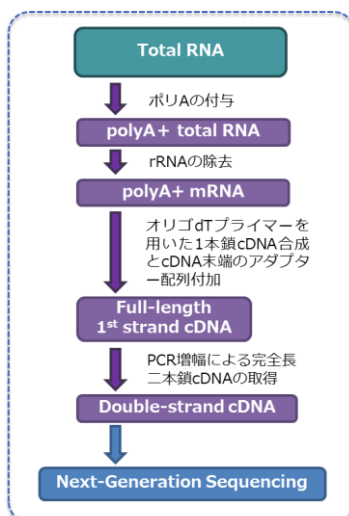 Total RNA
ポリAの付与
polyA+ total RNA
rRNAの除去
polyA+ mRNA
オリゴdTプライマーを
用いた1本鎖cDNA合成
とcDNA末端のアダプタ
ー配列付加
Full-length
1st strand cDNA
PCR増幅による完全長
二本鎖cDNAの取得
Double-strand cDNA
Next-Generation Sequencing